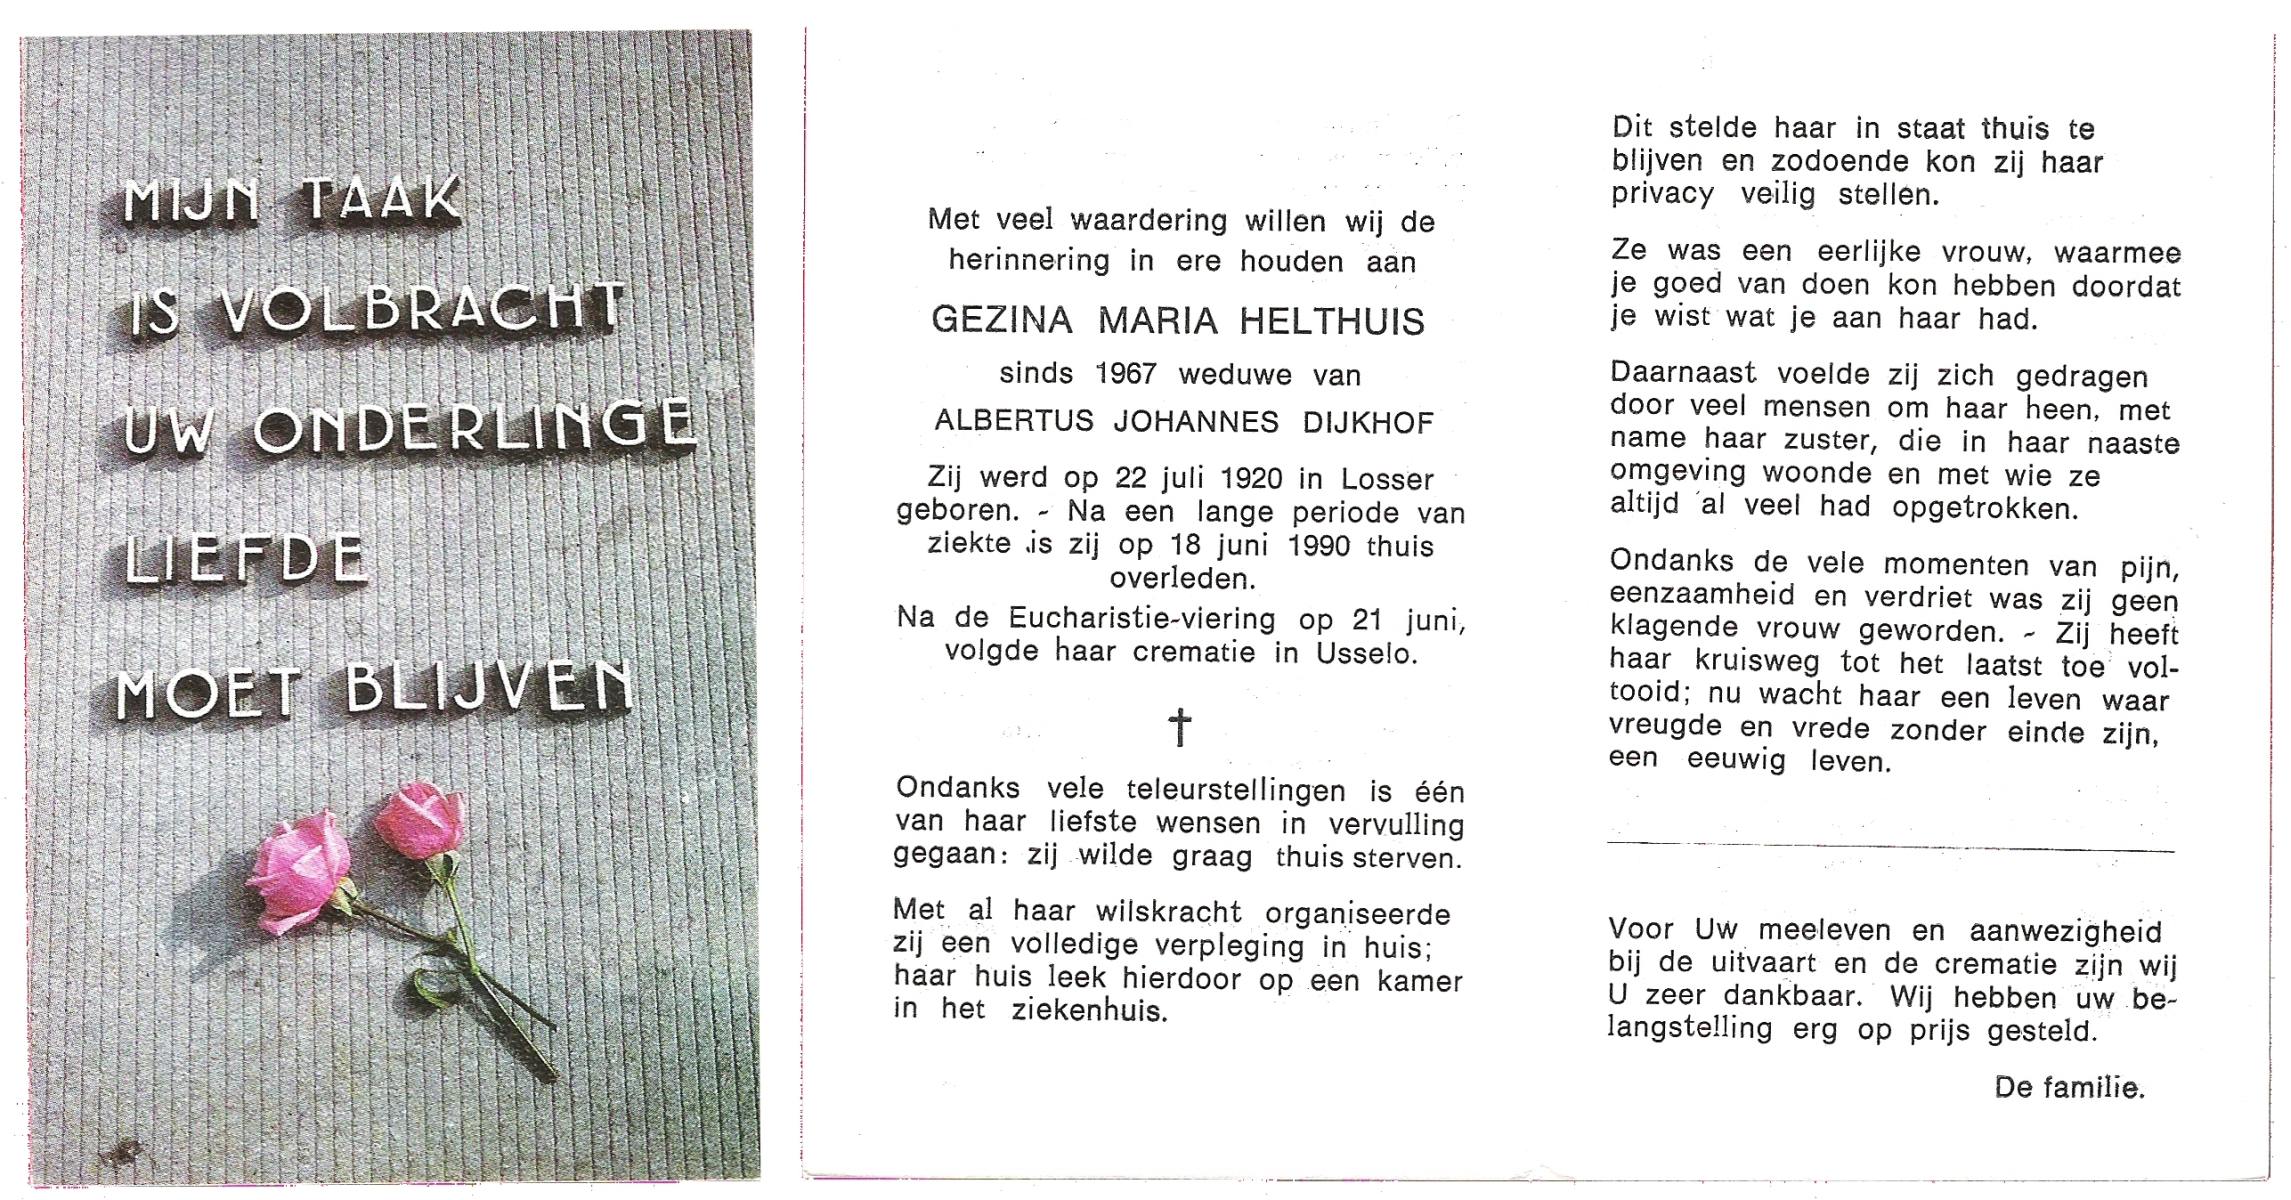 MIJN TAAK
IS VOLBRACHT
UW ONDERLINGE
LIEFDE
MOET BLIJVEN
Met veel waardering willen wij de
herinnering in ere houden aan
GEZINA MARIA HELTHUIS
sinds 1967 weduwe van
ALBERTUS JOHANNES DIJKHOF
Zij werd op 22 juli 1920 in Losser
geboren. - Na een lange periode van
ziekte is zij op 18 juni 1990 thuis
overleden.
Na de Eucharistie-viering op 21 juni,
volgde haar crematie in Usselo.
Ondanks vele teleurstellingen is één
van haar liefste wensen in vervulling
gegaan: zij wilde graag thuis sterven.
Met al haar wilskracht organiseerde
zij een volledige verpleging in huis;
haar huis leek hierdoor op een kamer
in het ziekenhuis.
Dit stelde haar in staat thuis te
blijven en zodoende kon zij haar
privacy veilig stellen.
Ze was een eerlijke vrouw, waarmee
je goed van doen kon hebben doordat
je wist wat je aan haar had.
Daarnaast voelde zij zich gedragen
door veel mensen om haar heen, met
name haar zuster, die in haar naaste
omgeving woonde en met wie ze
altijd al veel had opgetrokken.
Ondanks de vele momenten van pijn,
eenzaamheid en verdriet was zij geen
klagende vrouw geworden. - Zij heeft
haar kruisweg tot het laatst toe vol-
tooid; nu wacht haar een leven waar
vreugde en vrede zonder einde zijn,
een eeuwig leven.
Voor Uw meeleven en aanwezigheid
bij de uitvaart en de crematie zijn wij
U zeer dankbaar. Wij hebben uw be-
langstelling erg op prijs gesteld.
De familie.